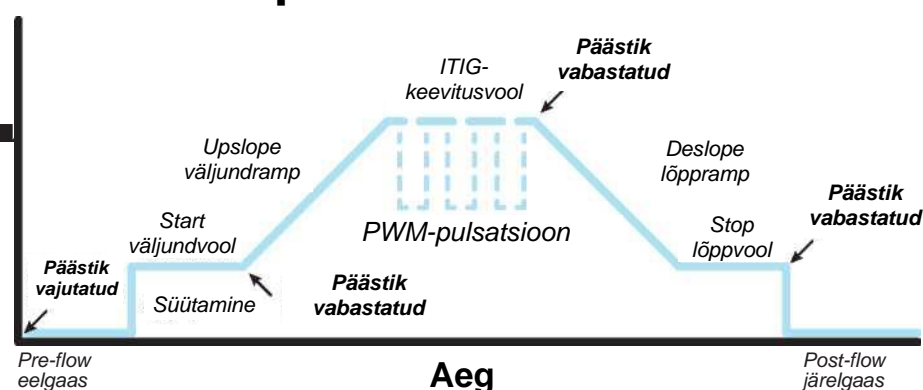 ITIG-
keevitusvool
Päästik
vabastatud
Upslope
väljundramp
Deslope
lõppramp
Start
väljundvool
PWM-pulsatsioon
Stop
lõppvool
Päästik
vabastatud
Päästik
vajutatud
Süütamine
Päästik
vabastatud
Pre-flow
eelgaas
Aeg
Post-flow
järelgaas